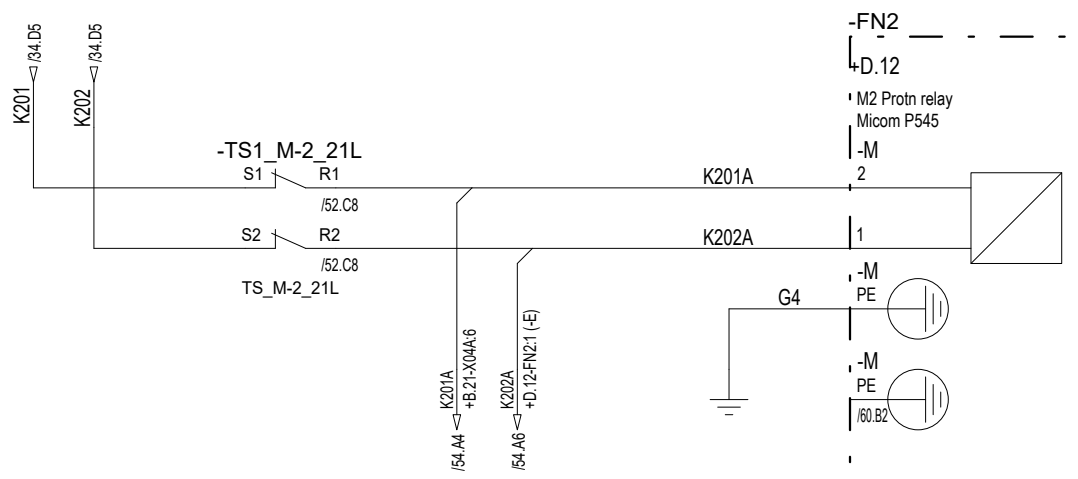 /34.D5
/34.D5
K201
K202
-FN2
+D.12
M2 Protn relay
Micom P545
-TS1_M-2_21L
-M
S1 R1
2
K201A
/52.C8
S2 R2
K202A
1
/52.C8
TS_M-2_21L
-M
PE
G4
K201A
+B.21-X04A:6
K202A
+D.12-FN2:1 (-E)
-M
PE
/60.B2
/54.A4
/54.A6